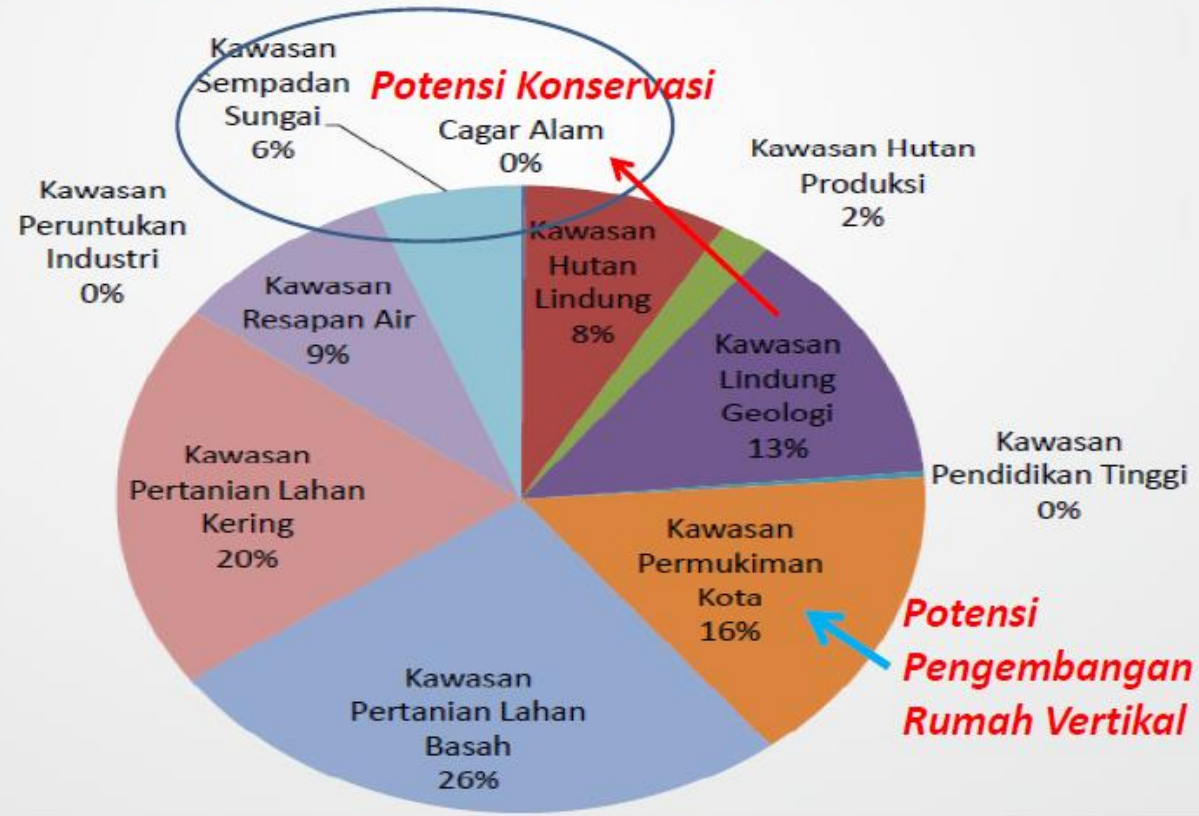 Kawasan
Sempadan
Sungai
6%
Potensi Konservasi
Cagar Alam
0%
Kawasan Hutan
Produksi
2%
Kawasan
Peruntukan
Industri
0%
Kawasan
Hutan
Lindung
8%
Kawasan
Resapan Air
9%
Kawasan
Lindung
Geologi
13%
Kawasan
Pendidikan Tinggi
0%
Kawasan
Pertanian Lahan
Kering
20%
Kawasan
Permukiman
Kota
16%
Potensi
Pengembangan
Rumah Vertikal
Kawasan
Pertanian Lahan
Basah
26%